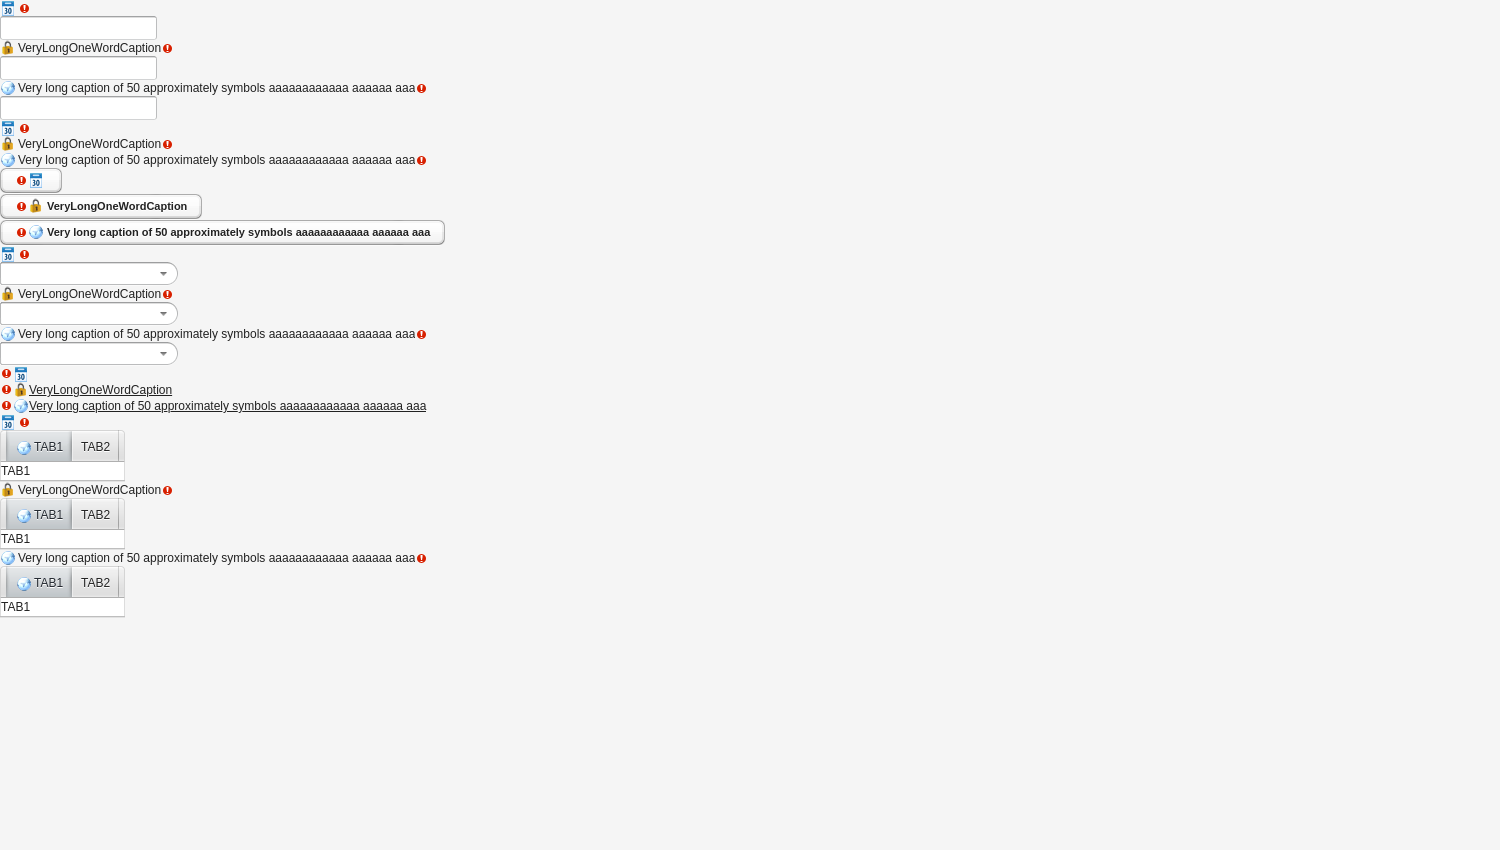 30
VeryLongOneWordCaption
Very long caption of 50 approximately symbols aaaaaaaaaaaa aaaaaa aaa
30
VeryLongOneWordCaption
Very long caption of 50 approximately symbols aaaaaaaaaaaa aaaaaa aaa
30
VeryLongOneWordCaption
Very long caption of 50 approximately symbols aaaaaaaaaaaa aaaaaa aaa
30
VeryLongOneWordCaption
Very long caption of 50 approximately symbols aaaaaaaaaaaa aaaaaa aaa
30
VeryLongOneWordCaption
Very long caption of 50 approximately symbols aaaaaaaaaaaa aaaaaa aaa
30
TAB1 TAB2
TAB1
VeryLongOneWordCaption
TAB1 TAB2
TAB1
Very long caption of 50 approximately symbols aaaaaaaaaaaa aaaaaa aaa
TAB1 TAB2
TAB1